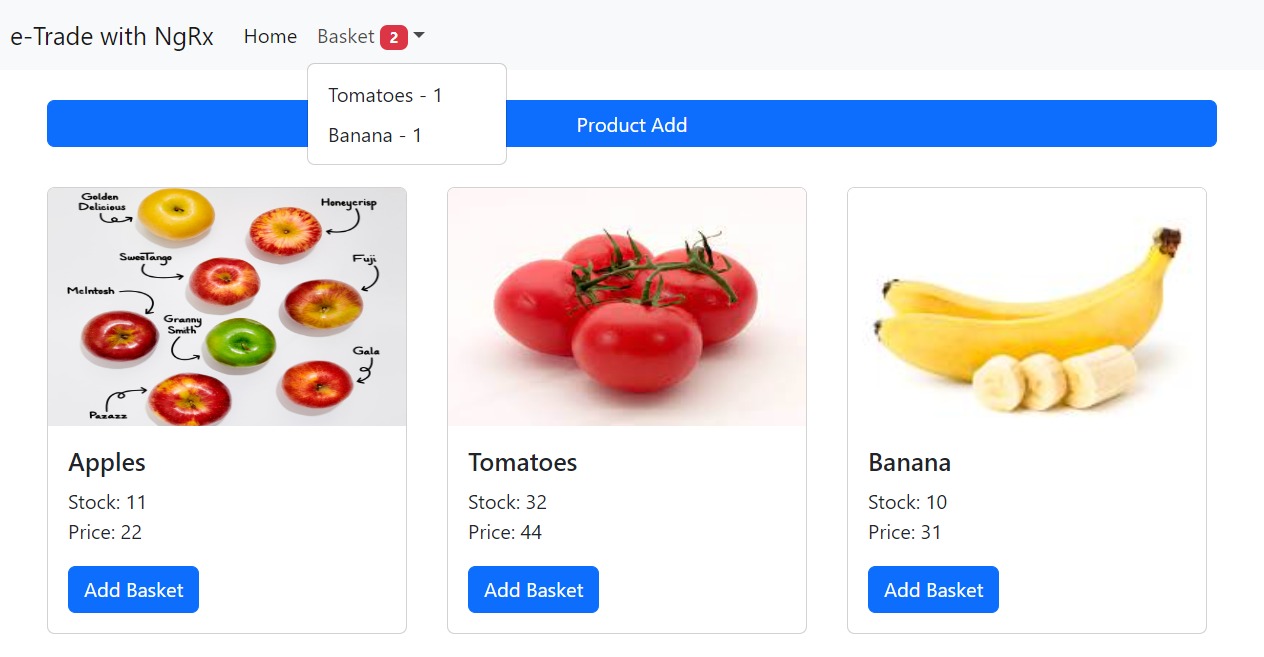 e-Trade with NgRx Home Basket 2
Tomatoes - 1
Banana - 1
Product Add
Golden
Delicious
Honeycrisp
SweeTango
Fuji
McIntosh
Granny
Smith
Gala
Pazazz
Apples
Stock: 11
Price: 22
Add Basket
Tomatoes
Stock: 32
Price: 44
Add Basket
Banana
Stock: 10
Price: 31
Add Basket